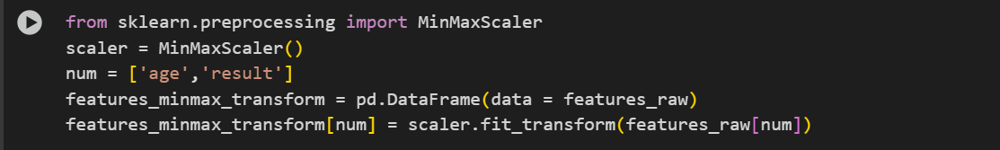 from sklearn.preprocessing import MinMaxScaler
scaler = MinMaxScaler()
num = ['age','result']
features_minmax_transform = pd.DataFrame(data = features_raw)
features_minmax_transform[num] = scaler.fit_transform(features_raw[num])